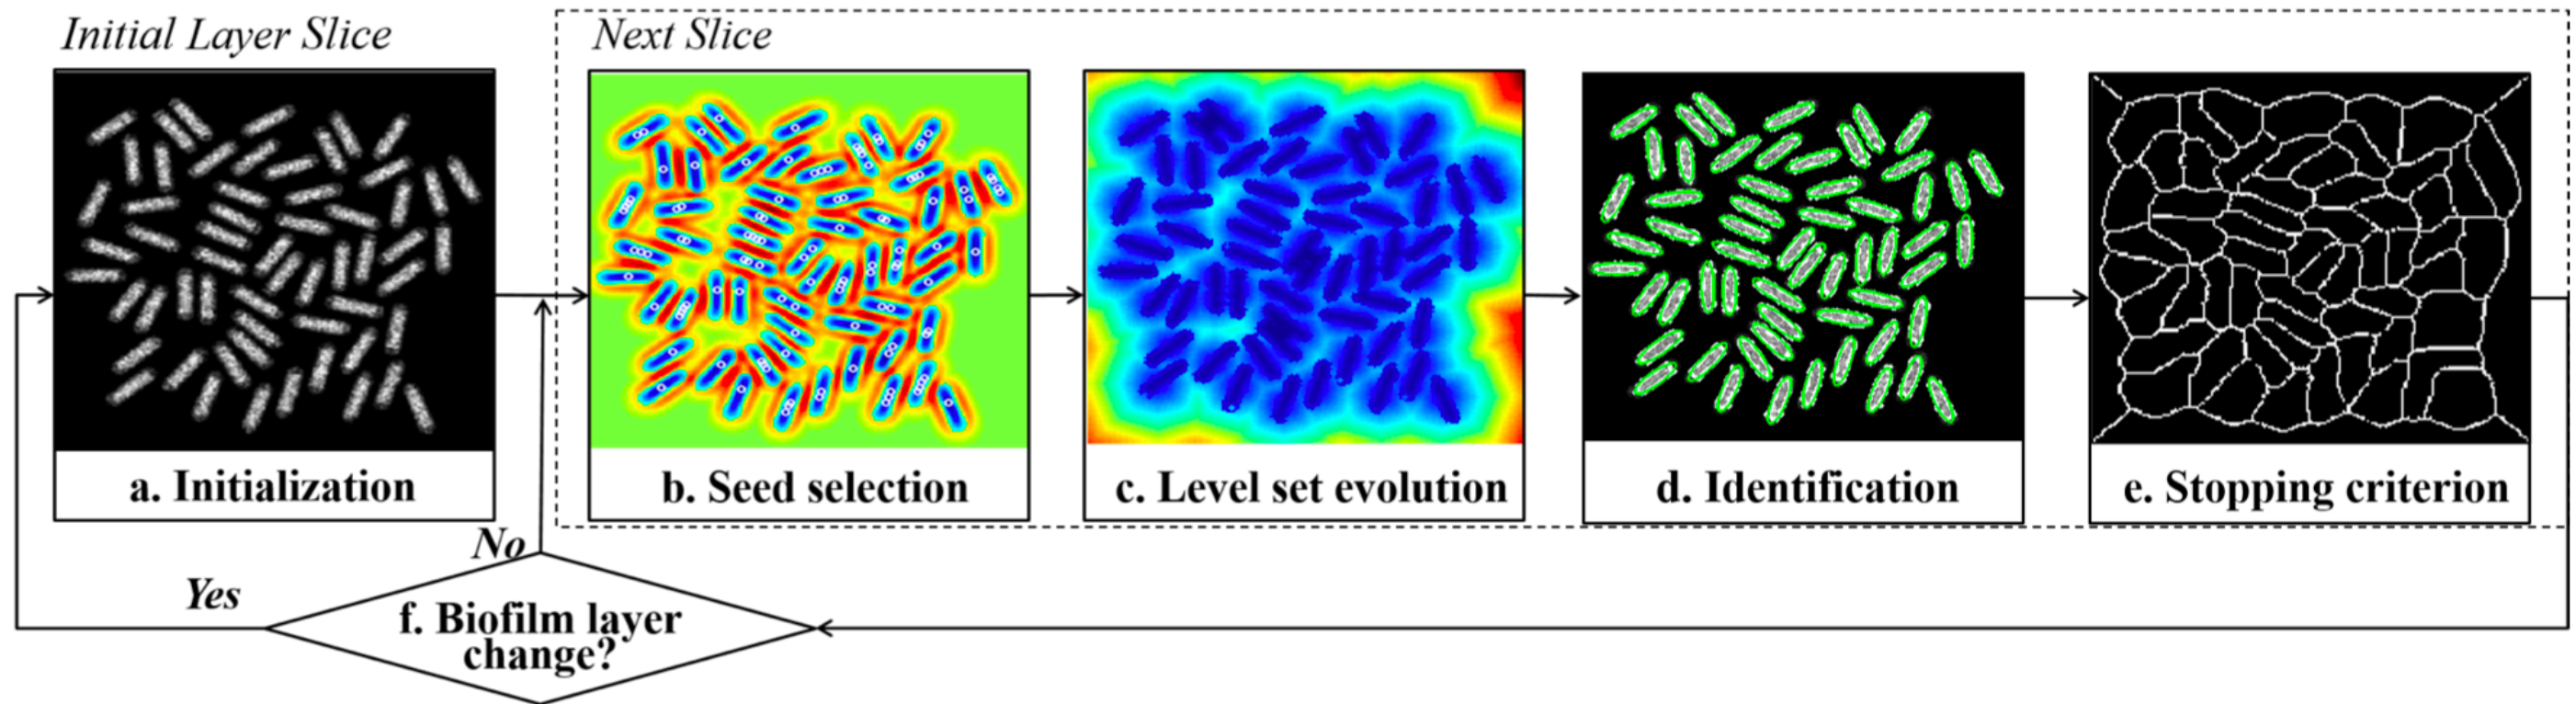 Initial Layer Slice
Next Slice
a. Initialization
b. Seed selection
c. Level set evolution
d. Identification
e. Stopping criterion
No
Yes
f. Biofilm layer
change?